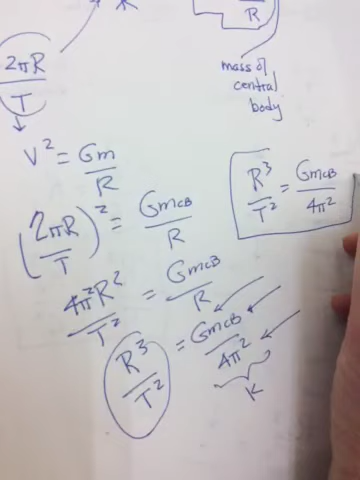 R
2πR/T
mass of
central
body
V² = Gm/R
(2πR/T)² = GmcB/R
R³/T² = GmcB/4π²
4π²R²/T² = GmcB/R
R³/T² = GmcB/4π²
K